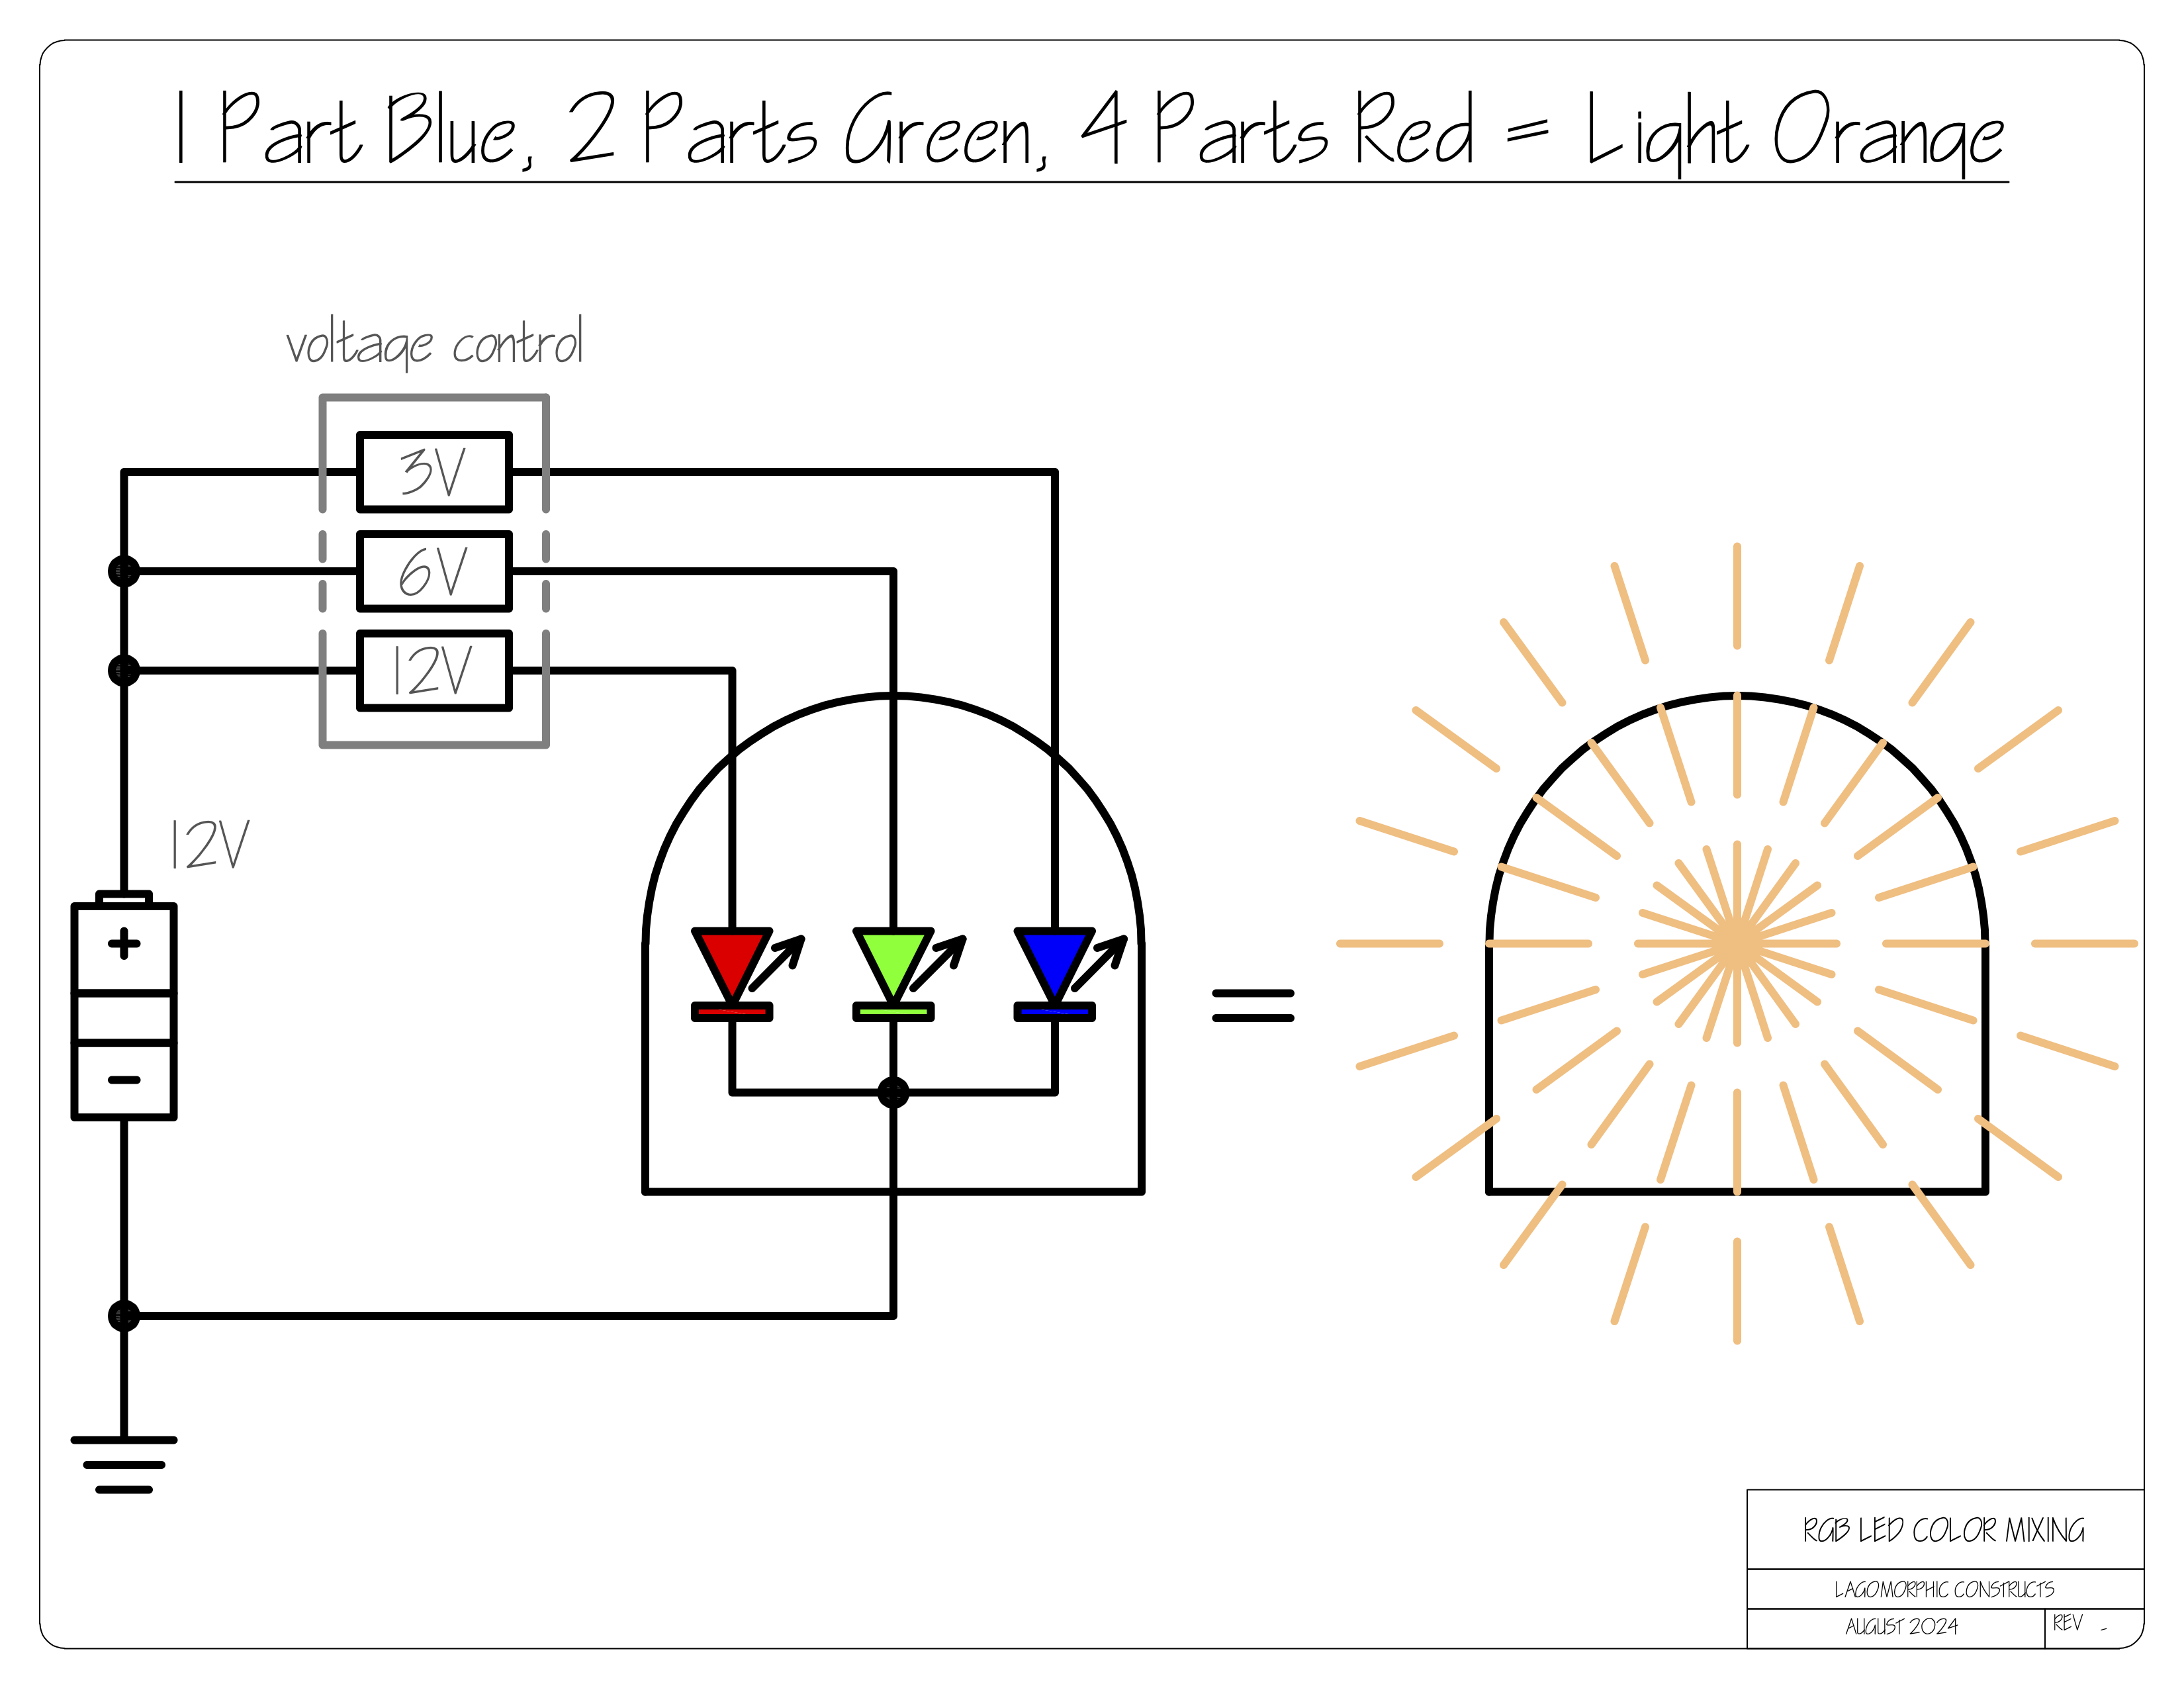 1 Part Blue, 2 Parts Green, 4 Parts Red = Light Orange
voltage control
3V
6V
12V
12V
+
-
=
RGB LED COLOR MIXING
LAGOMORPHIC CONSTRUCTS
AUGUST 2024
REV -